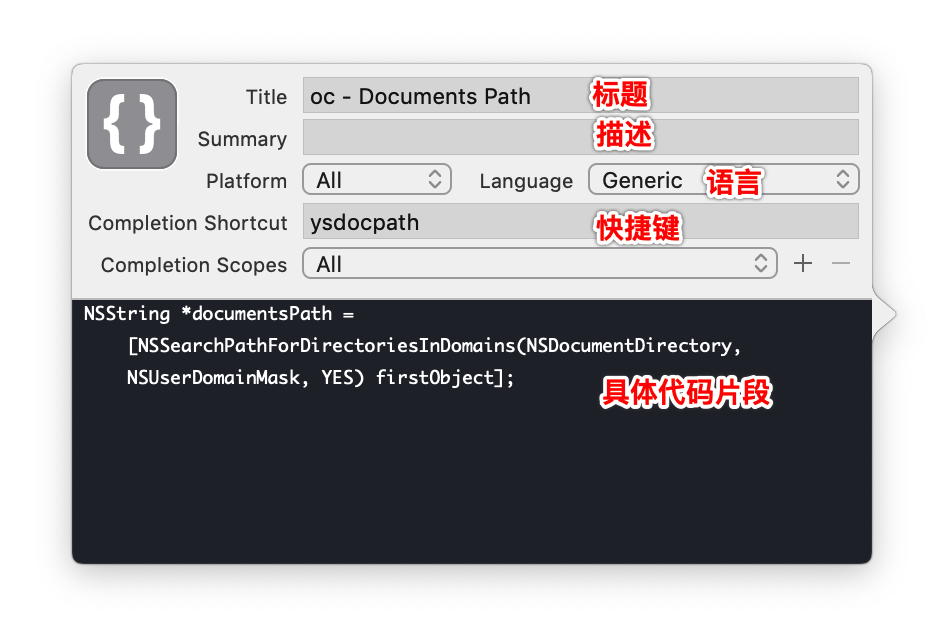 {}
Title oc - Documents Path 标题
Summary 描述
Platform All Language Generic 语言
Completion Shortcut ysdocpath 快捷键
Completion Scopes All + −
NSString *documentsPath =
[NSSearchPathForDirectoriesInDomains(NSDocumentDirectory,
NSUserDomainMask, YES) firstObject];
具体代码片段